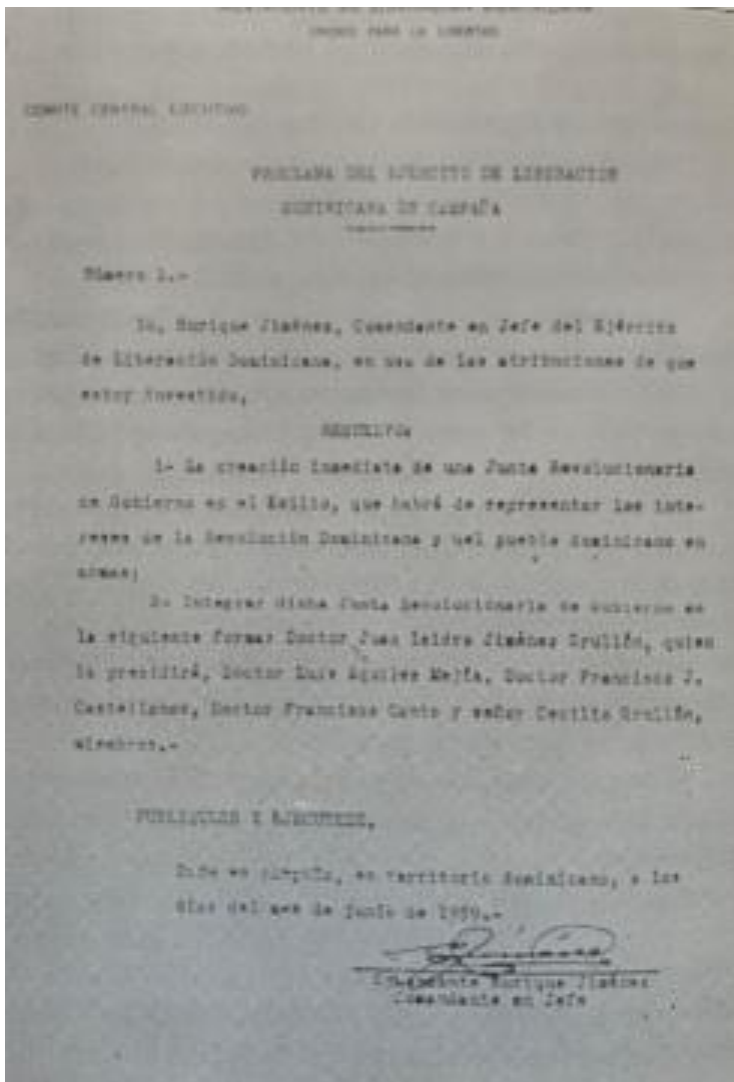 UNIDOS PARA LA LIBERTAD
COMITE CENTRAL EJECUTIVO
PROCLAMA DEL EJERCITO DE LIBERACION
DOMINICANA EN CAMPAÑA
Número 1.-
Yo, Enrique Jiménez, Comandante en Jefe del Ejército
de Liberación Dominicana, en uso de las atribuciones de que
estoy investido,
RESUELVO:
1- La creación inmediata de una Junta Revolucionaria
de Gobierno en el Exilio, que habrá de representar los inte-
reses de la Revolución Dominicana y del pueblo dominicano en
armas;
2- Integrar dicha Junta Revolucionaria de Gobierno en
la siguiente forma: Doctor Juan Isidro Jiménez Grullón, quien
la presidirá, Doctor Luis Aquiles Mejía, Doctor Francisco J.
Castellanos, Doctor Francisco Canto y señor Cecilio Grullón,
miembros.-
PUBLIQUESE Y EJECUTESE,
Dado en campaña, en territorio dominicano, a los
días del mes de junio de 1959.-
Comandante Enrique Jiménez
Comandante en Jefe